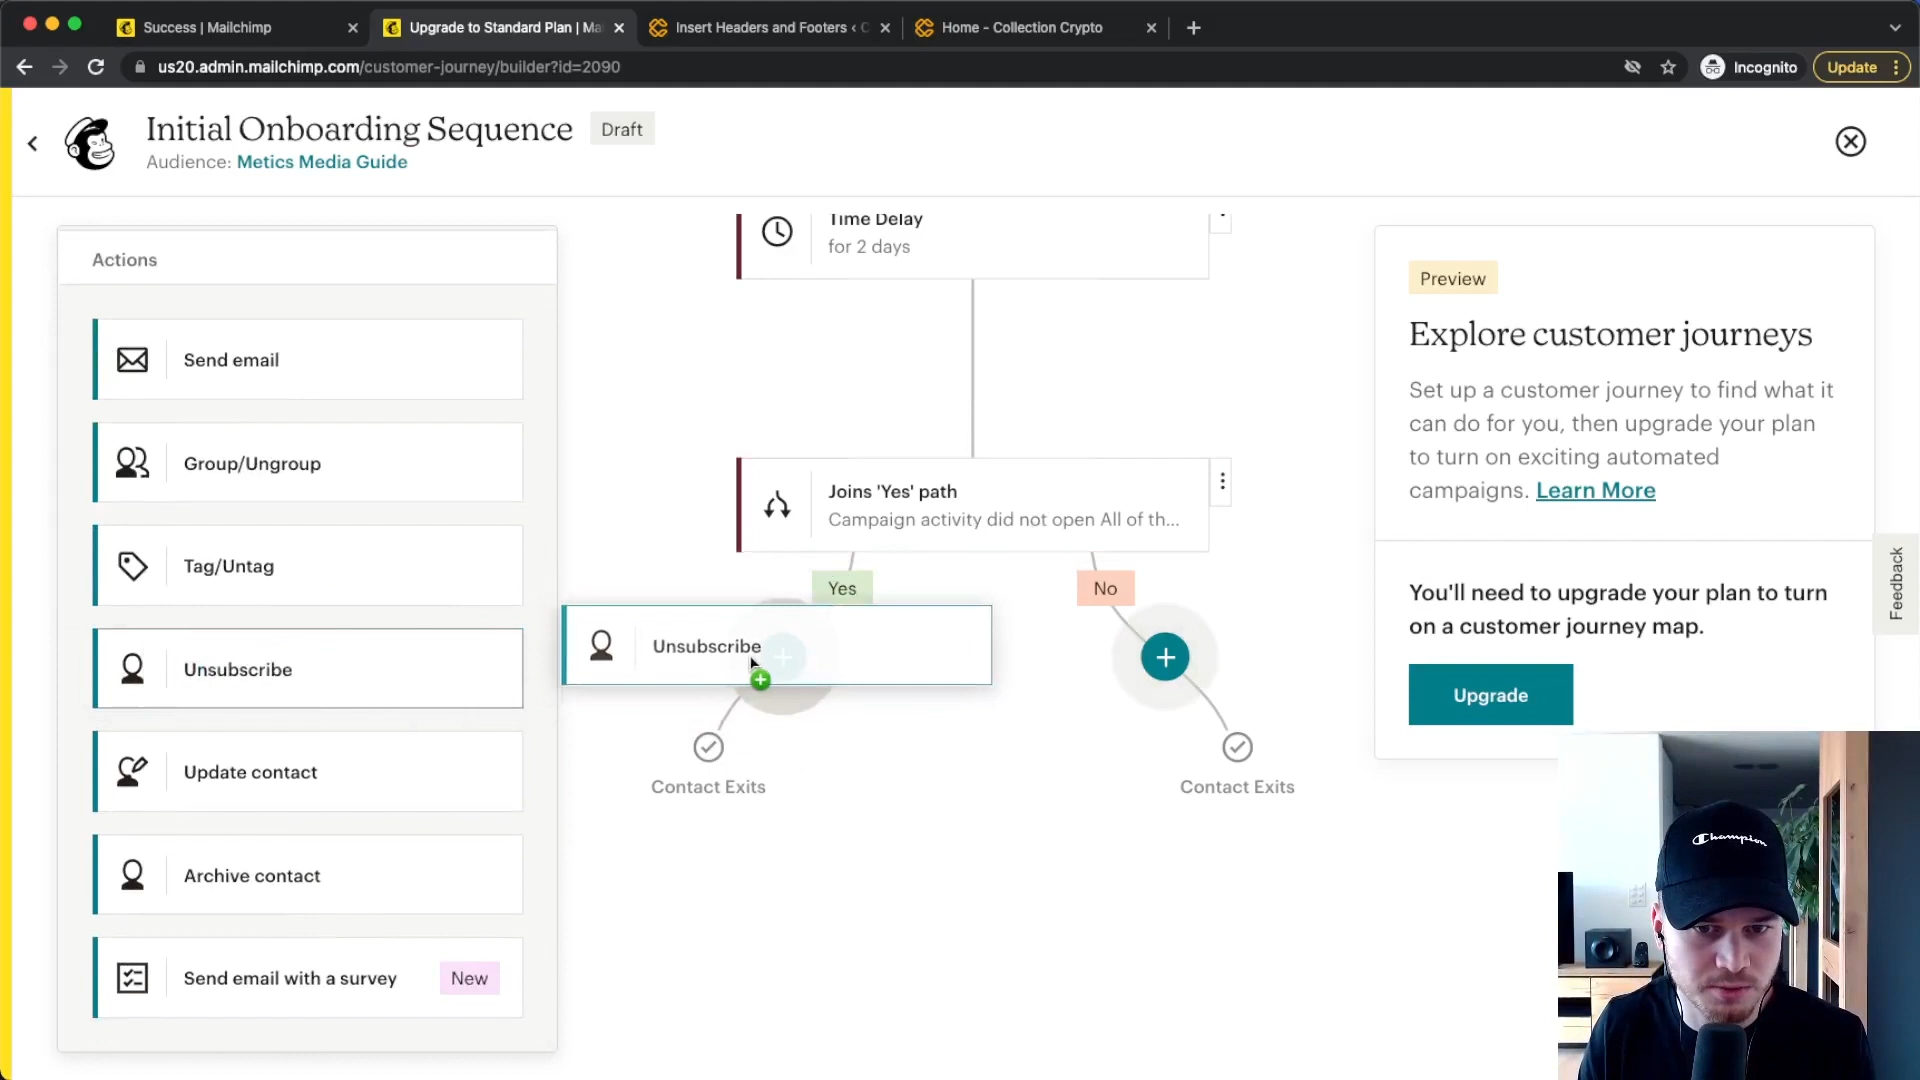 Success | Mailchimp
Upgrade to Standard Plan | Ma
Insert Headers and Footers ‹ C
Home - Collection Crypto
us20.admin.mailchimp.com/customer-journey/builder?id=2090
Incognito
Update
Initial Onboarding Sequence
Draft
Audience: Metics Media Guide
Actions
Send email
Group/Ungroup
Tag/Untag
Unsubscribe
Update contact
Archive contact
Send email with a survey
New
Time Delay
for 2 days
Joins 'Yes' path
Campaign activity did not open All of th...
Yes
No
Unsubscribe
Contact Exits
Contact Exits
Preview
Explore customer journeys
Set up a customer journey to find what it
can do for you, then upgrade your plan
to turn on exciting automated
campaigns. Learn More
You'll need to upgrade your plan to turn
on a customer journey map.
Upgrade
Feedback
Champion